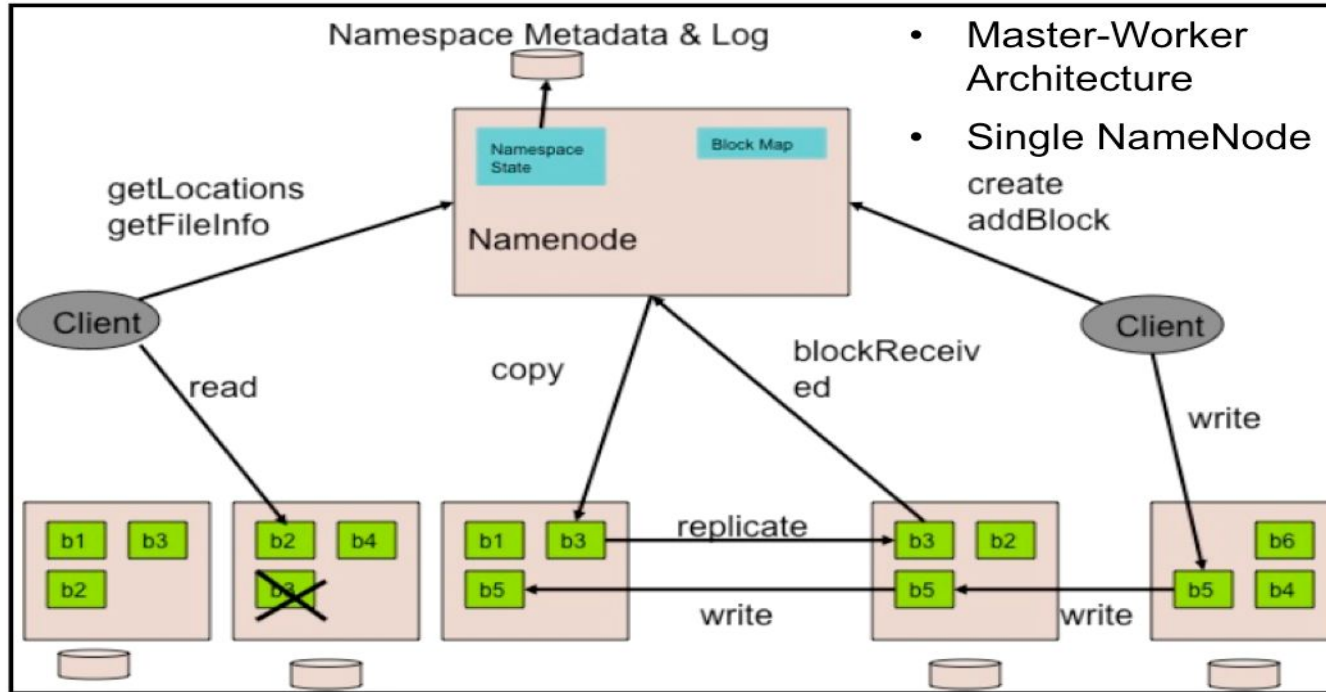 Namespace Metadata & Log
• Master-Worker
Architecture
• Single NameNode
Namespace
State
Block Map
Namenode
getLocations
getFileInfo
create
addBlock
Client
Client
read
copy
blockReceiv
ed
write
b1 b3
b2
b2 b4
b3
b1 b3
b5
replicate
write
b3 b2
b5
write
b6
b5 b4